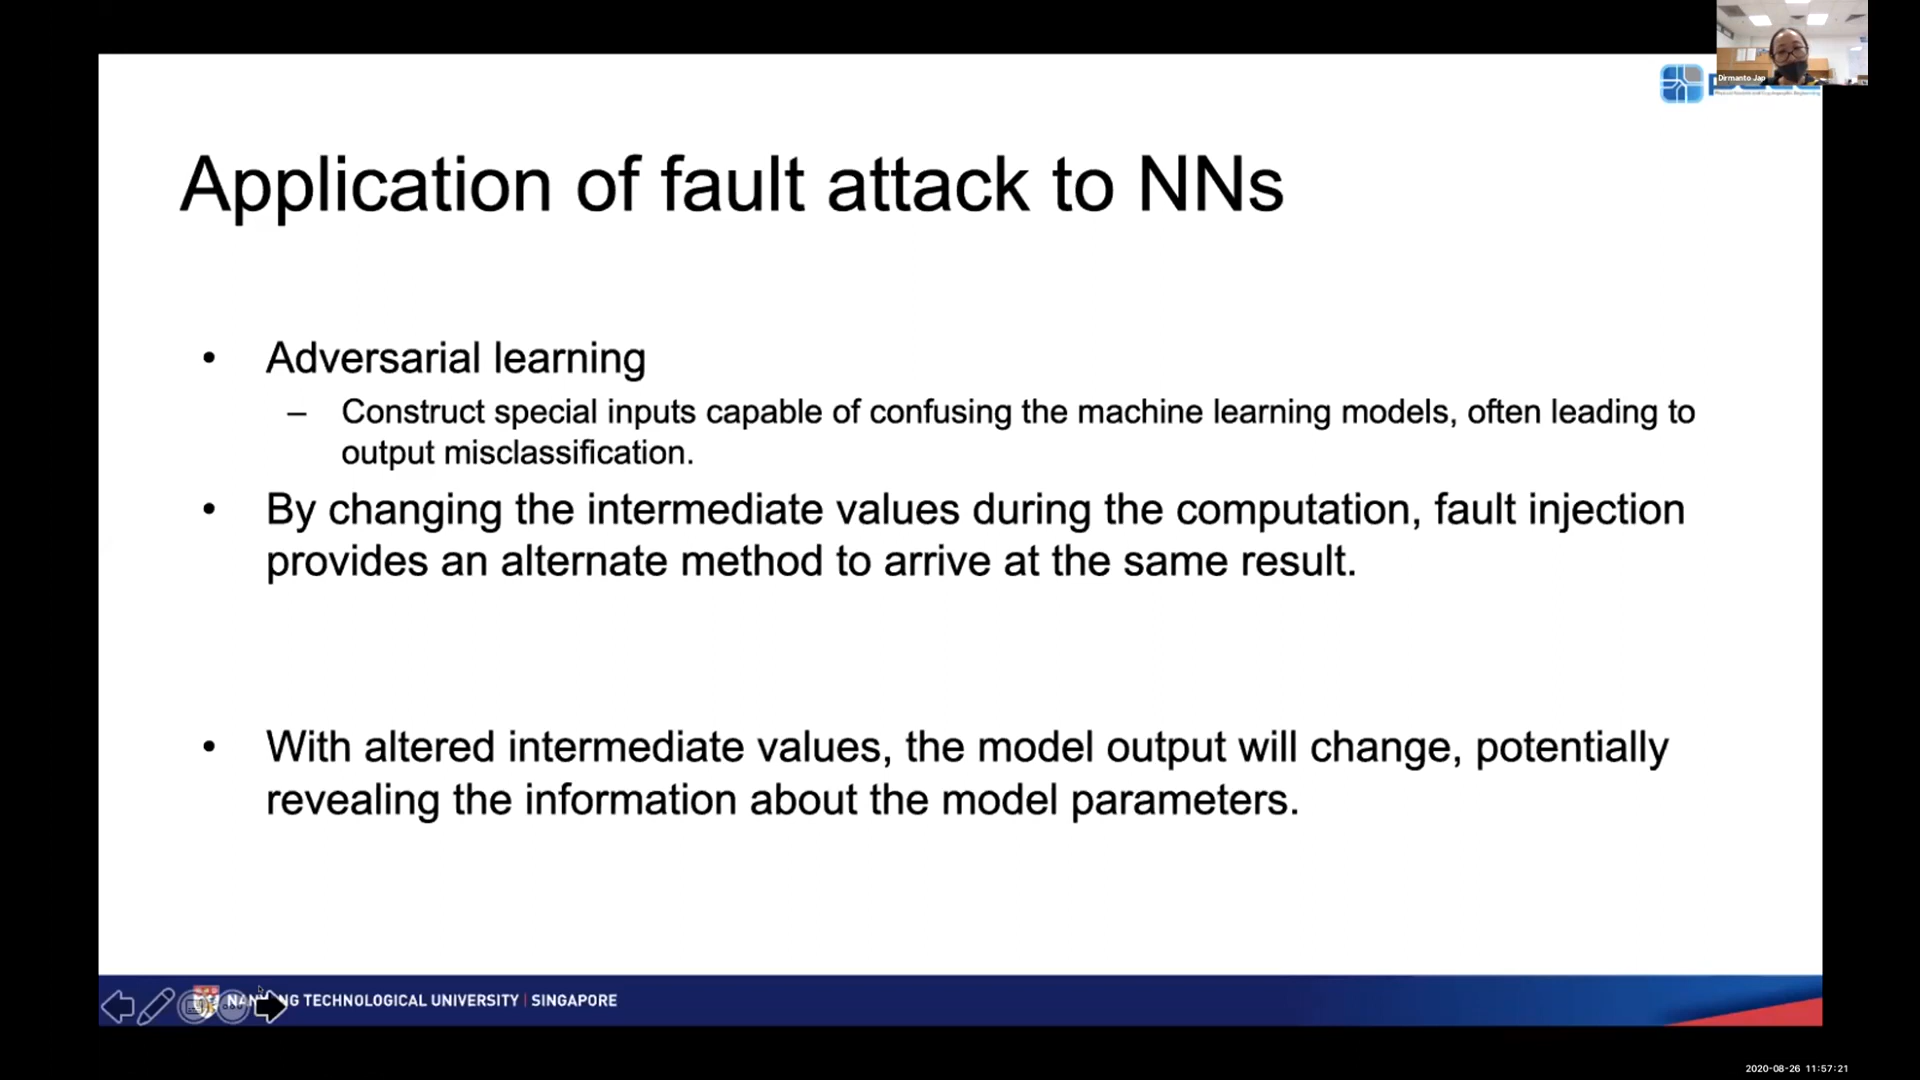 Dirmanto Jap
Application of fault attack to NNs
• Adversarial learning
– Construct special inputs capable of confusing the machine learning models, often leading to
output misclassification.
• By changing the intermediate values during the computation, fault injection
provides an alternate method to arrive at the same result.
• With altered intermediate values, the model output will change, potentially
revealing the information about the model parameters.
TECHNOLOGICAL UNIVERSITY | SINGAPORE
2020-08-26 11:57:21